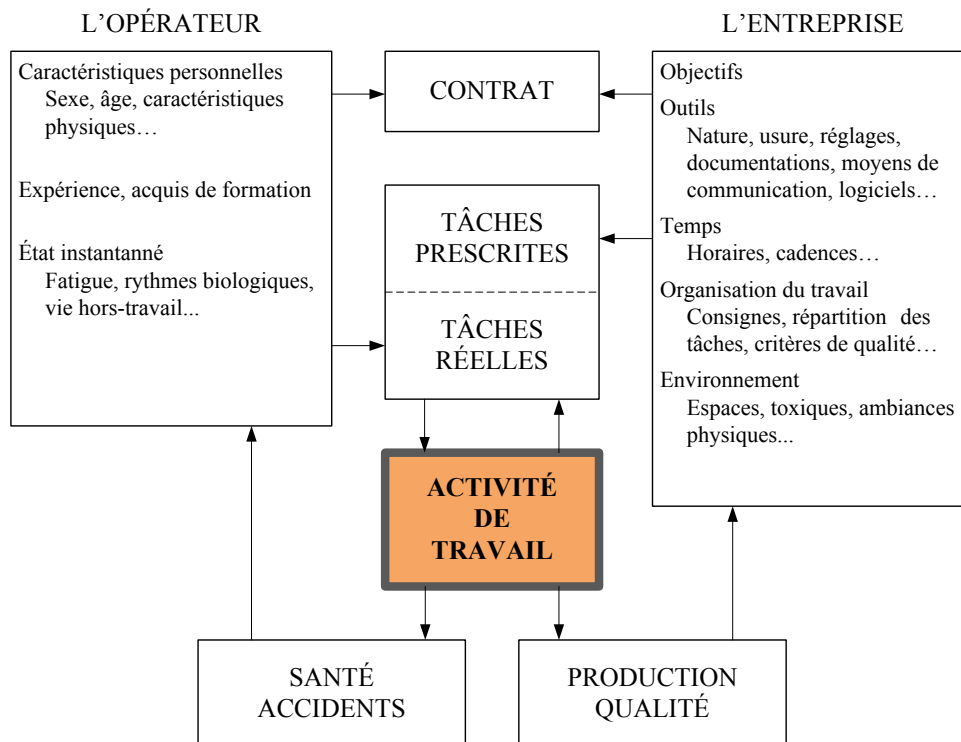 L'OPÉRATEUR
Caractéristiques personnelles
Sexe, âge, caractéristiques
physiques…
Expérience, acquis de formation
État instantanné
Fatigue, rythmes biologiques,
vie hors-travail...
CONTRAT
TÂCHES
PRESCRITES
TÂCHES
RÉELLES
L'ENTREPRISE
Objectifs
Outils
Nature, usure, réglages,
documentations, moyens de
communication, logiciels…
Temps
Horaires, cadences…
Organisation du travail
Consignes, répartition des
tâches, critères de qualité…
Environnement
Espaces, toxiques, ambiances
physiques...
ACTIVITÉ
DE
TRAVAIL
SANTÉ
ACCIDENTS
PRODUCTION
QUALITÉ